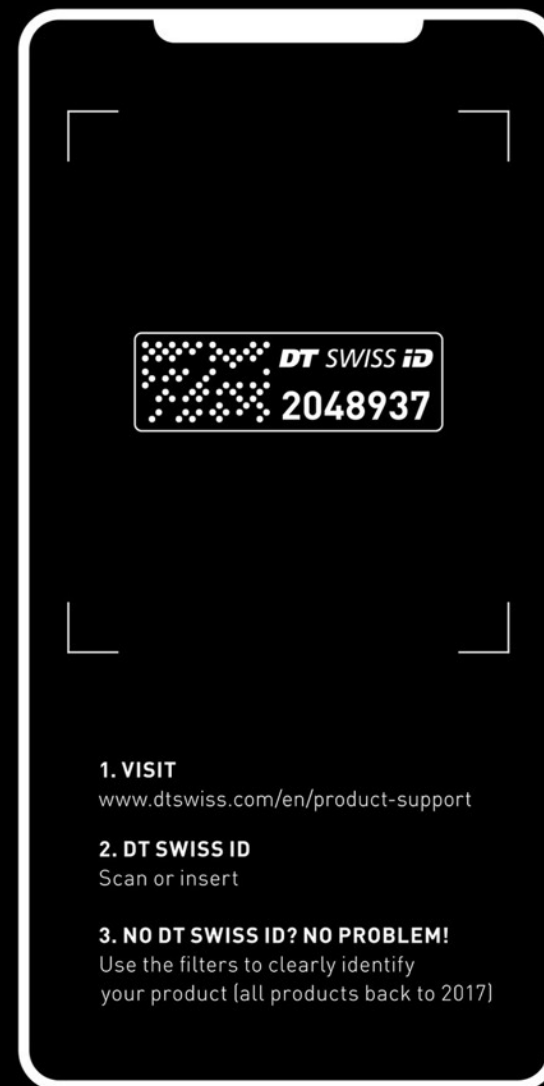 DT SWISS iD
2048937
1. VISIT
www.dtswiss.com/en/product-support
2. DT SWISS ID
Scan or insert
3. NO DT SWISS ID? NO PROBLEM!
Use the filters to clearly identify
your product (all products back to 2017)